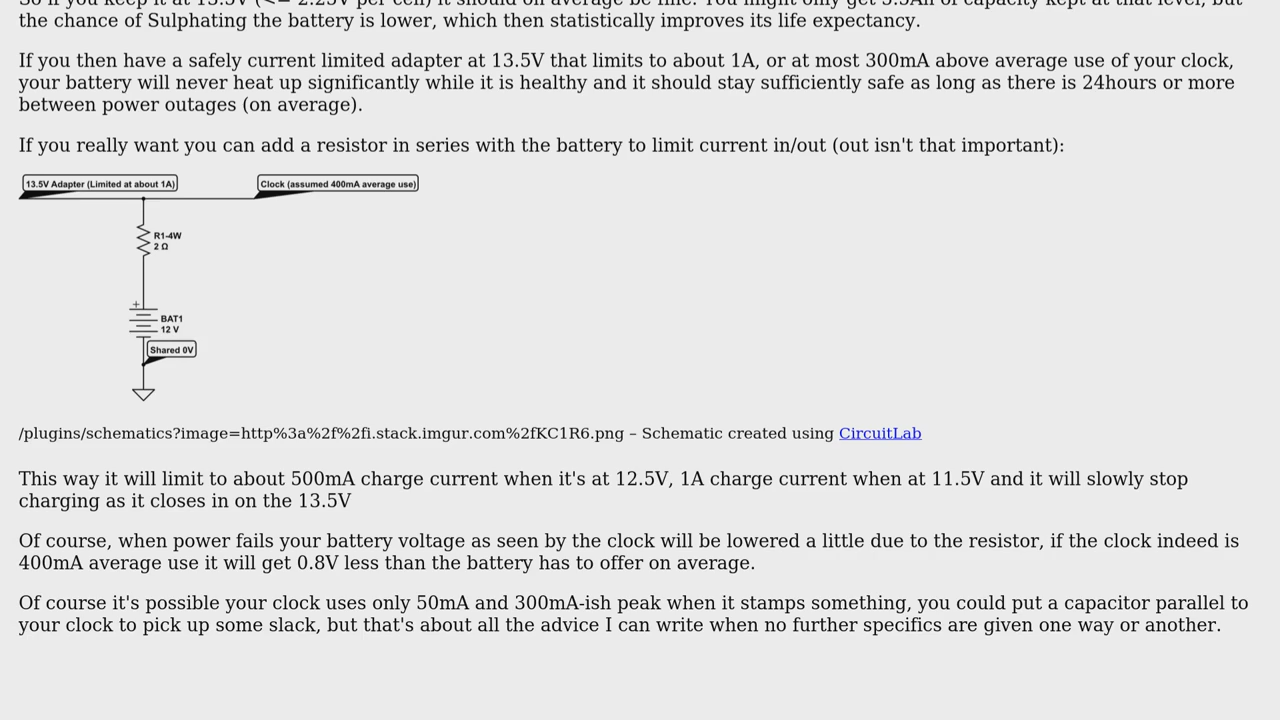 So if you keep it at 13.5V (<= 2.25V per cell) it should on average be fine. You might only get 3.5Ah of capacity kept at that level, but
the chance of Sulphating the battery is lower, which then statistically improves its life expectancy.
If you then have a safely current limited adapter at 13.5V that limits to about 1A, or at most 300mA above average use of your clock,
your battery will never heat up significantly while it is healthy and it should stay sufficiently safe as long as there is 24hours or more
between power outages (on average).
If you really want you can add a resistor in series with the battery to limit current in/out (out isn't that important):
13.5V Adapter (Limited at about 1A)
Clock (assumed 400mA average use)
R1-4W
2 Ω
+
BAT1
12 V
Shared 0V
/plugins/schematics?image=http%3a%2f%2fi.stack.imgur.com%2fKC1R6.png – Schematic created using CircuitLab
This way it will limit to about 500mA charge current when it's at 12.5V, 1A charge current when at 11.5V and it will slowly stop
charging as it closes in on the 13.5V
Of course, when power fails your battery voltage as seen by the clock will be lowered a little due to the resistor, if the clock indeed is
400mA average use it will get 0.8V less than the battery has to offer on average.
Of course it's possible your clock uses only 50mA and 300mA-ish peak when it stamps something, you could put a capacitor parallel to
your clock to pick up some slack, but that's about all the advice I can write when no further specifics are given one way or another.